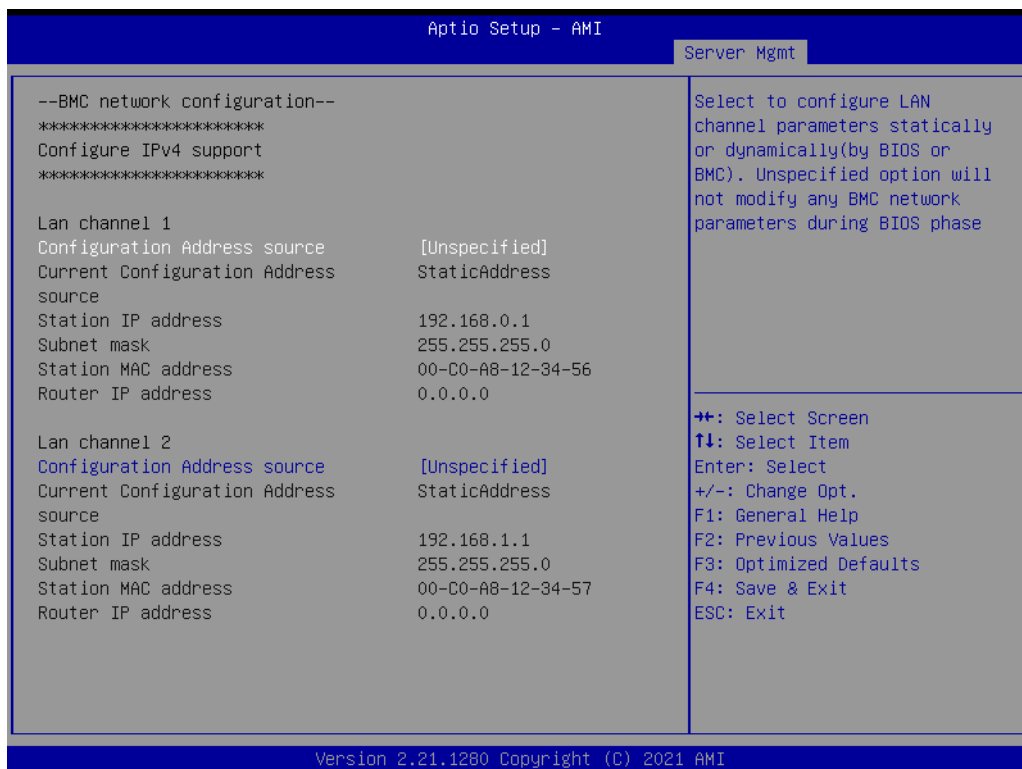 Aptio Setup – AMI
Server Mgmt
--BMC network configuration--
**********************
Configure IPv4 support
**********************
Lan channel 1
Configuration Address source [Unspecified]
Current Configuration Address source StaticAddress
Station IP address 192.168.0.1
Subnet mask 255.255.255.0
Station MAC address 00-C0-A8-12-34-56
Router IP address 0.0.0.0
Lan channel 2
Configuration Address source [Unspecified]
Current Configuration Address source StaticAddress
Station IP address 192.168.1.1
Subnet mask 255.255.255.0
Station MAC address 00-C0-A8-12-34-57
Router IP address 0.0.0.0
Select to configure LAN
channel parameters statically
or dynamically(by BIOS or
BMC). Unspecified option will
not modify any BMC network
parameters during BIOS phase
→←: Select Screen
↑↓: Select Item
Enter: Select
+/-: Change Opt.
F1: General Help
F2: Previous Values
F3: Optimized Defaults
F4: Save & Exit
ESC: Exit
Version 2.21.1280 Copyright (C) 2021 AMI